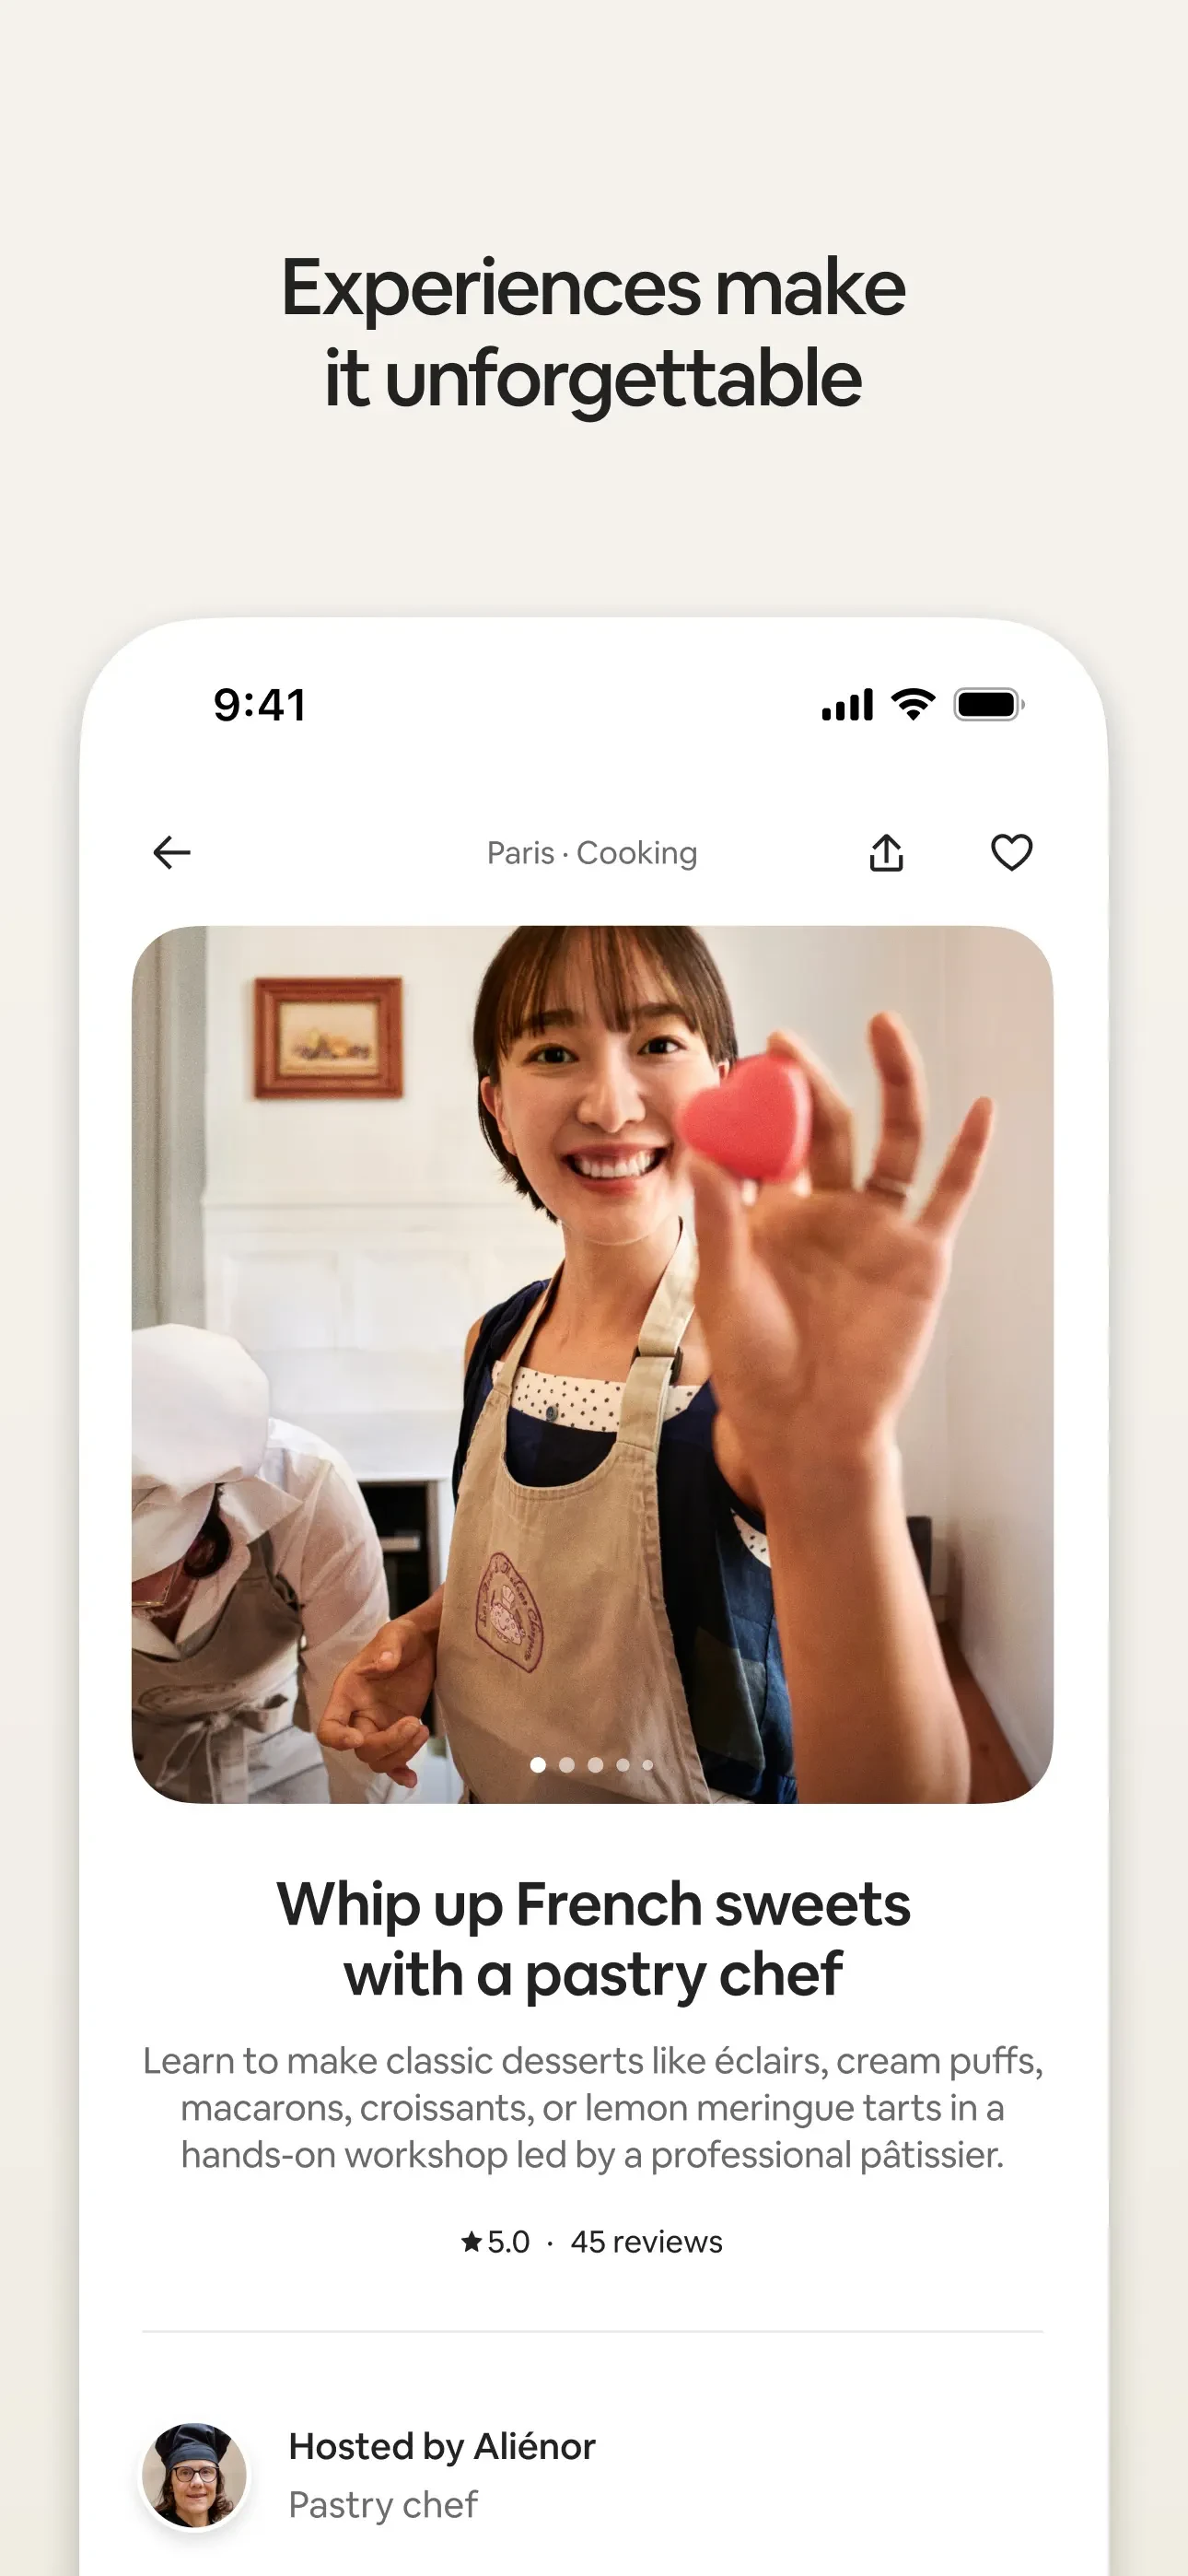 Experiences make
it unforgettable
9:41
Paris · Cooking
Whip up French sweets
with a pastry chef
Learn to make classic desserts like éclairs, cream puffs,
macarons, croissants, or lemon meringue tarts in a
hands-on workshop led by a professional pâtissier.
★5.0 · 45 reviews
Hosted by Aliénor
Pastry chef